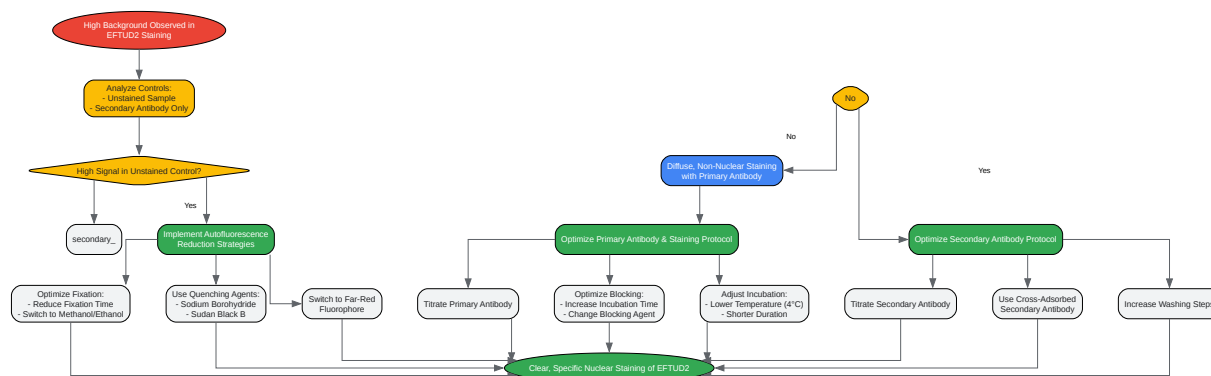 High Background Observed in
EFTUD2 Staining
Analyze Controls:
- Unstained Sample
- Secondary Antibody Only
No
No
High Signal in Unstained Control?
Diffuse, Non-Nuclear Staining
with Primary Antibody
Yes
Yes
secondary_
Implement Autofluorescence
Reduction Strategies
Optimize Primary Antibody & Staining Protocol
Optimize Secondary Antibody Protocol
Optimize Fixation:
- Reduce Fixation Time
- Switch to Methanol/Ethanol
Use Quenching Agents:
- Sodium Borohydride
- Sudan Black B
Switch to Far-Red
Fluorophore
Titrate Primary Antibody
Optimize Blocking:
- Increase Incubation Time
- Change Blocking Agent
Adjust Incubation:
- Lower Temperature (4°C)
- Shorter Duration
Titrate Secondary Antibody
Use Cross-Adsorbed
Secondary Antibody
Increase Washing Steps
Clear, Specific Nuclear Staining of EFTUD2